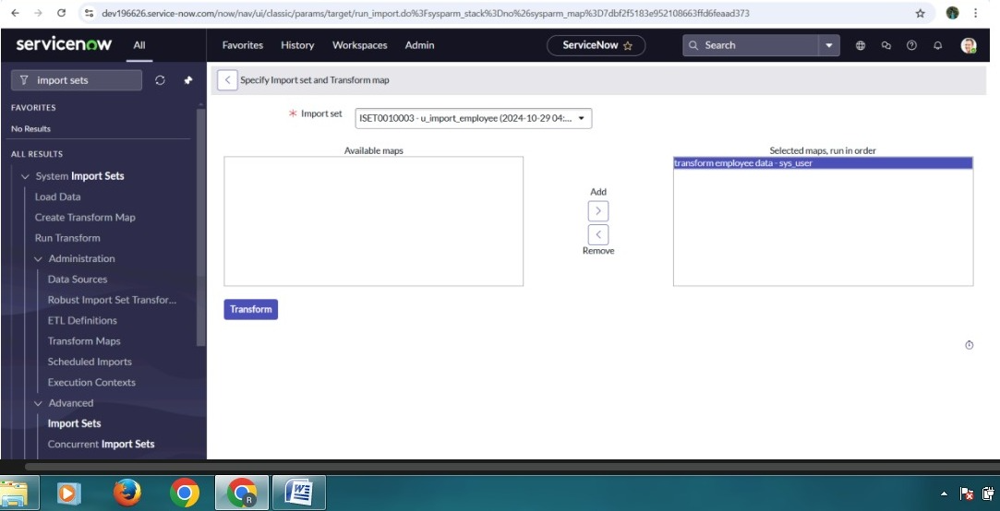 dev196626.service-now.com/now/nav/ui/classic/params/target/run_import.do%3Fsysparm_stack%3Dno%26sysparm_map%3D7dbf2f5183e952108663ffd6feaad373
servicenow All Favorites History Workspaces Admin ServiceNow Search
import sets
Specify Import set and Transform map
FAVORITES
No Results
ALL RESULTS
System Import Sets
Load Data
Create Transform Map
Run Transform
Administration
Data Sources
Robust Import Set Transfor...
ETL Definitions
Transform Maps
Scheduled Imports
Execution Contexts
Advanced
Import Sets
Concurrent Import Sets
* Import set ISET0010003 - u_import_employee (2024-10-29 04:...
Available maps
Add
Remove
Selected maps, run in order
transform employee data - sys_user
Transform
R
W